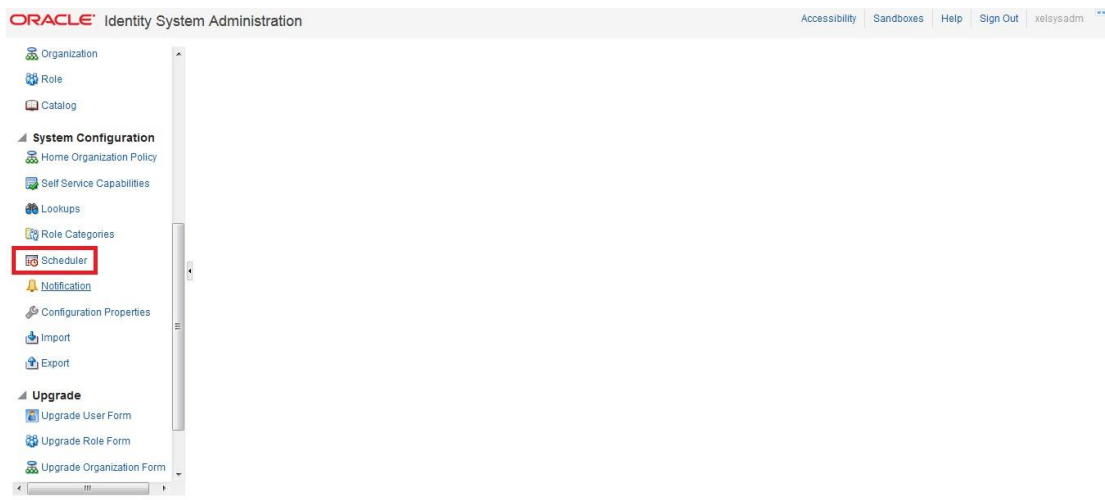 ORACLE Identity System Administration
Accessibility Sandboxes Help Sign Out xelsysadm
Organization
Role
Catalog
System Configuration
Home Organization Policy
Self Service Capabilities
Lookups
Role Categories
Scheduler
Notification
Configuration Properties
Import
Export
Upgrade
Upgrade User Form
Upgrade Role Form
Upgrade Organization Form